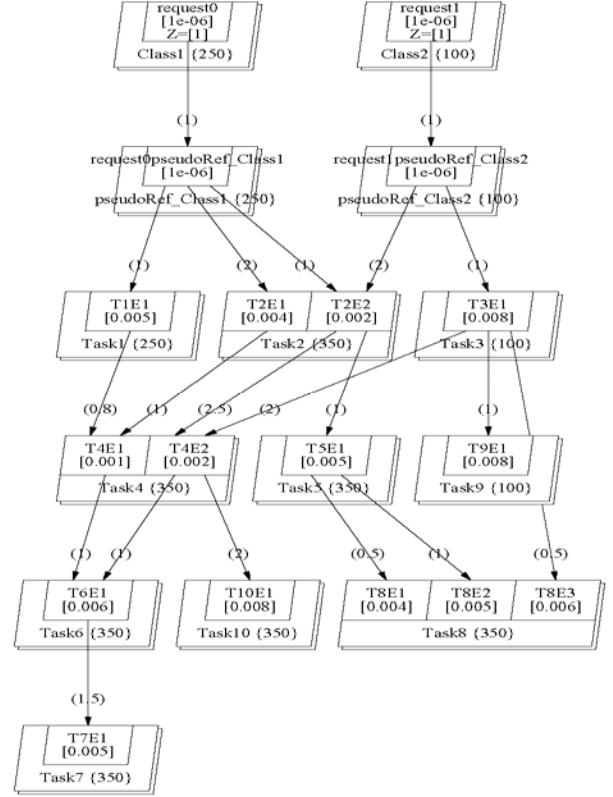 request0 request1
[1e-06] [1e-06]
Z=[1] Z=[1]
Class1 {250} Class2 {100}
(1) (1)
request0pseudoRef_Class1 request1pseudoRef_Class2
[1e-06] [1e-06]
pseudoRef_Class1 {250} pseudoRef_Class2 {100}
(1) (2) (1) (2) (1)
T1E1 T2E1 T2E2 T3E1
[0.005] [0.004] [0.002] [0.008]
Task1 {250} Task2 {350} Task3 {100}
(0.8) (1) (2.5) (2) (1) (1)
T4E1 T4E2 T5E1 T9E1
[0.001] [0.002] [0.005] [0.008]
Task4 {350} Task5 {350} Task9 {100}
(1) (1) (2) (0.5) (1) (0.5)
T6E1 T10E1 T8E1 T8E2 T8E3
[0.006] [0.008] [0.004] [0.005] [0.006]
Task6 {350} Task10 {350} Task8 {350}
(1.5)
T7E1
[0.005]
Task7 {350}